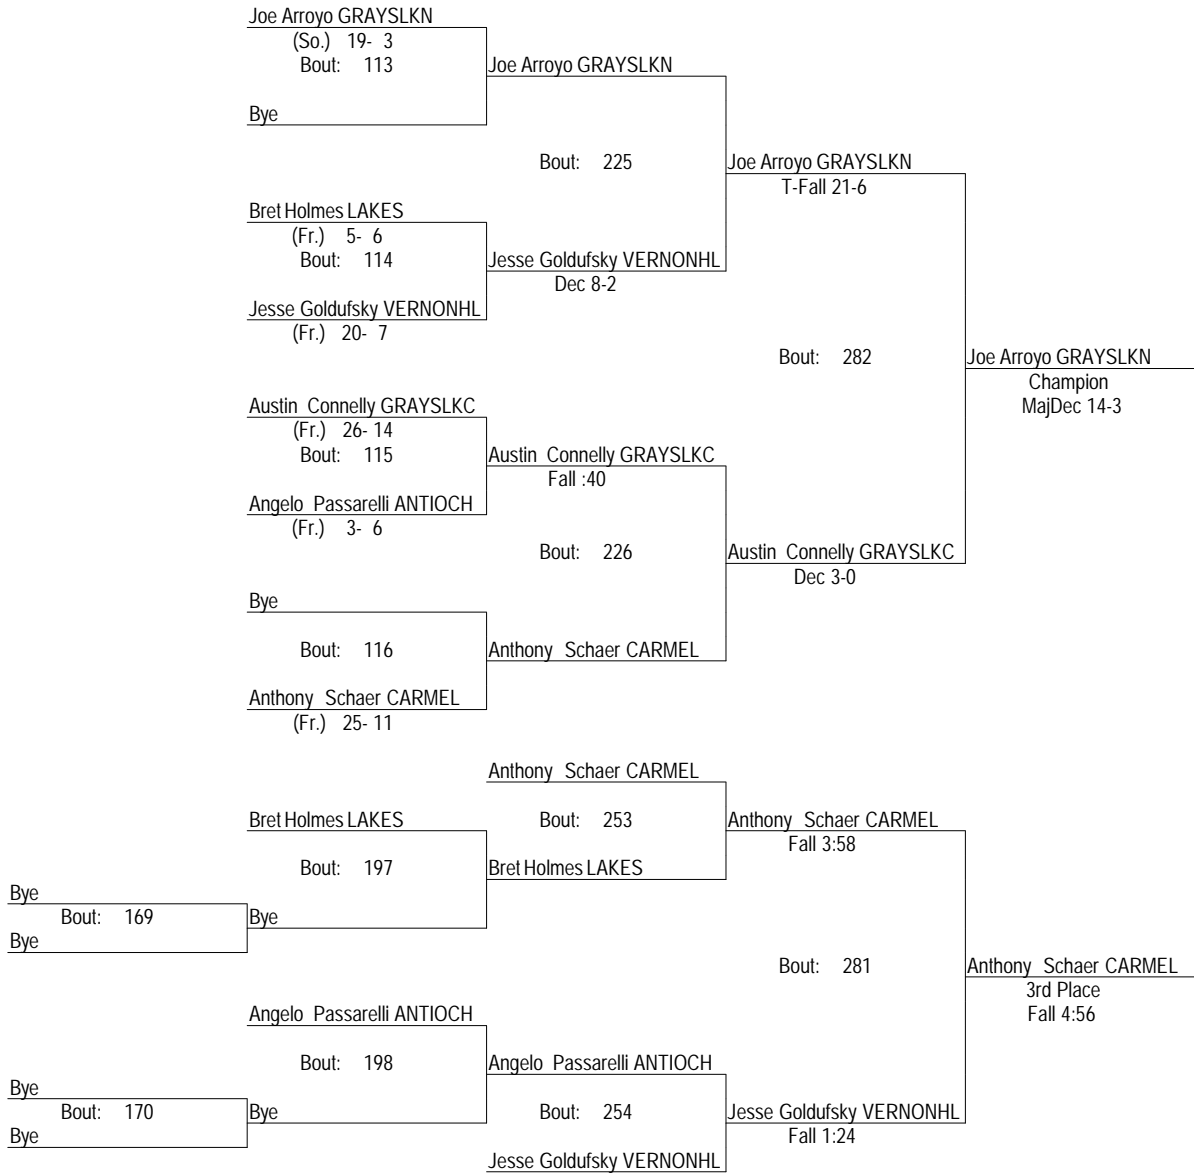 Joe Arroyo GRAYSLKN
(So.) 19- 3
Bout: 113
Joe Arroyo GRAYSLKN
Bye
Bout: 225
Joe Arroyo GRAYSLKN
T-Fall 21-6
Bret Holmes LAKES
(Fr.) 5- 6
Bout: 114
Jesse Goldufsky VERNONHL
Dec 8-2
Jesse Goldufsky VERNONHL
(Fr.) 20- 7
Bout: 282
Joe Arroyo GRAYSLKN
Champion
MajDec 14-3
Austin Connelly GRAYSLKC
(Fr.) 26- 14
Bout: 115
Austin Connelly GRAYSLKC
Fall :40
Angelo Passarelli ANTIOCH
(Fr.) 3- 6
Bout: 226
Austin Connelly GRAYSLKC
Dec 3-0
Bye
Bout: 116
Anthony Schaer CARMEL
Anthony Schaer CARMEL
(Fr.) 25- 11
Anthony Schaer CARMEL
Bret Holmes LAKES
Bout: 253
Anthony Schaer CARMEL
Fall 3:58
Bout: 197
Bret Holmes LAKES
Bye
Bout: 169
Bye
Bye
Bout: 281
Anthony Schaer CARMEL
3rd Place
Fall 4:56
Angelo Passarelli ANTIOCH
Bout: 198
Angelo Passarelli ANTIOCH
Bye
Bout: 170
Bye
Bye
Bout: 254
Jesse Goldufsky VERNONHL
Fall 1:24
Jesse Goldufsky VERNONHL